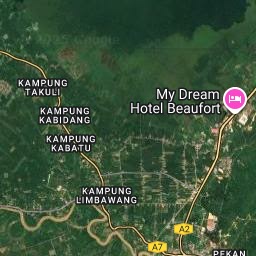 KAMPUNG
TAKULI
My Dream
Hotel Beaufort
KAMPUNG
KABIDANG
KAMPUNG
KABATU
KAMPUNG
LIMBAWANG
A2
A7
PEKAN